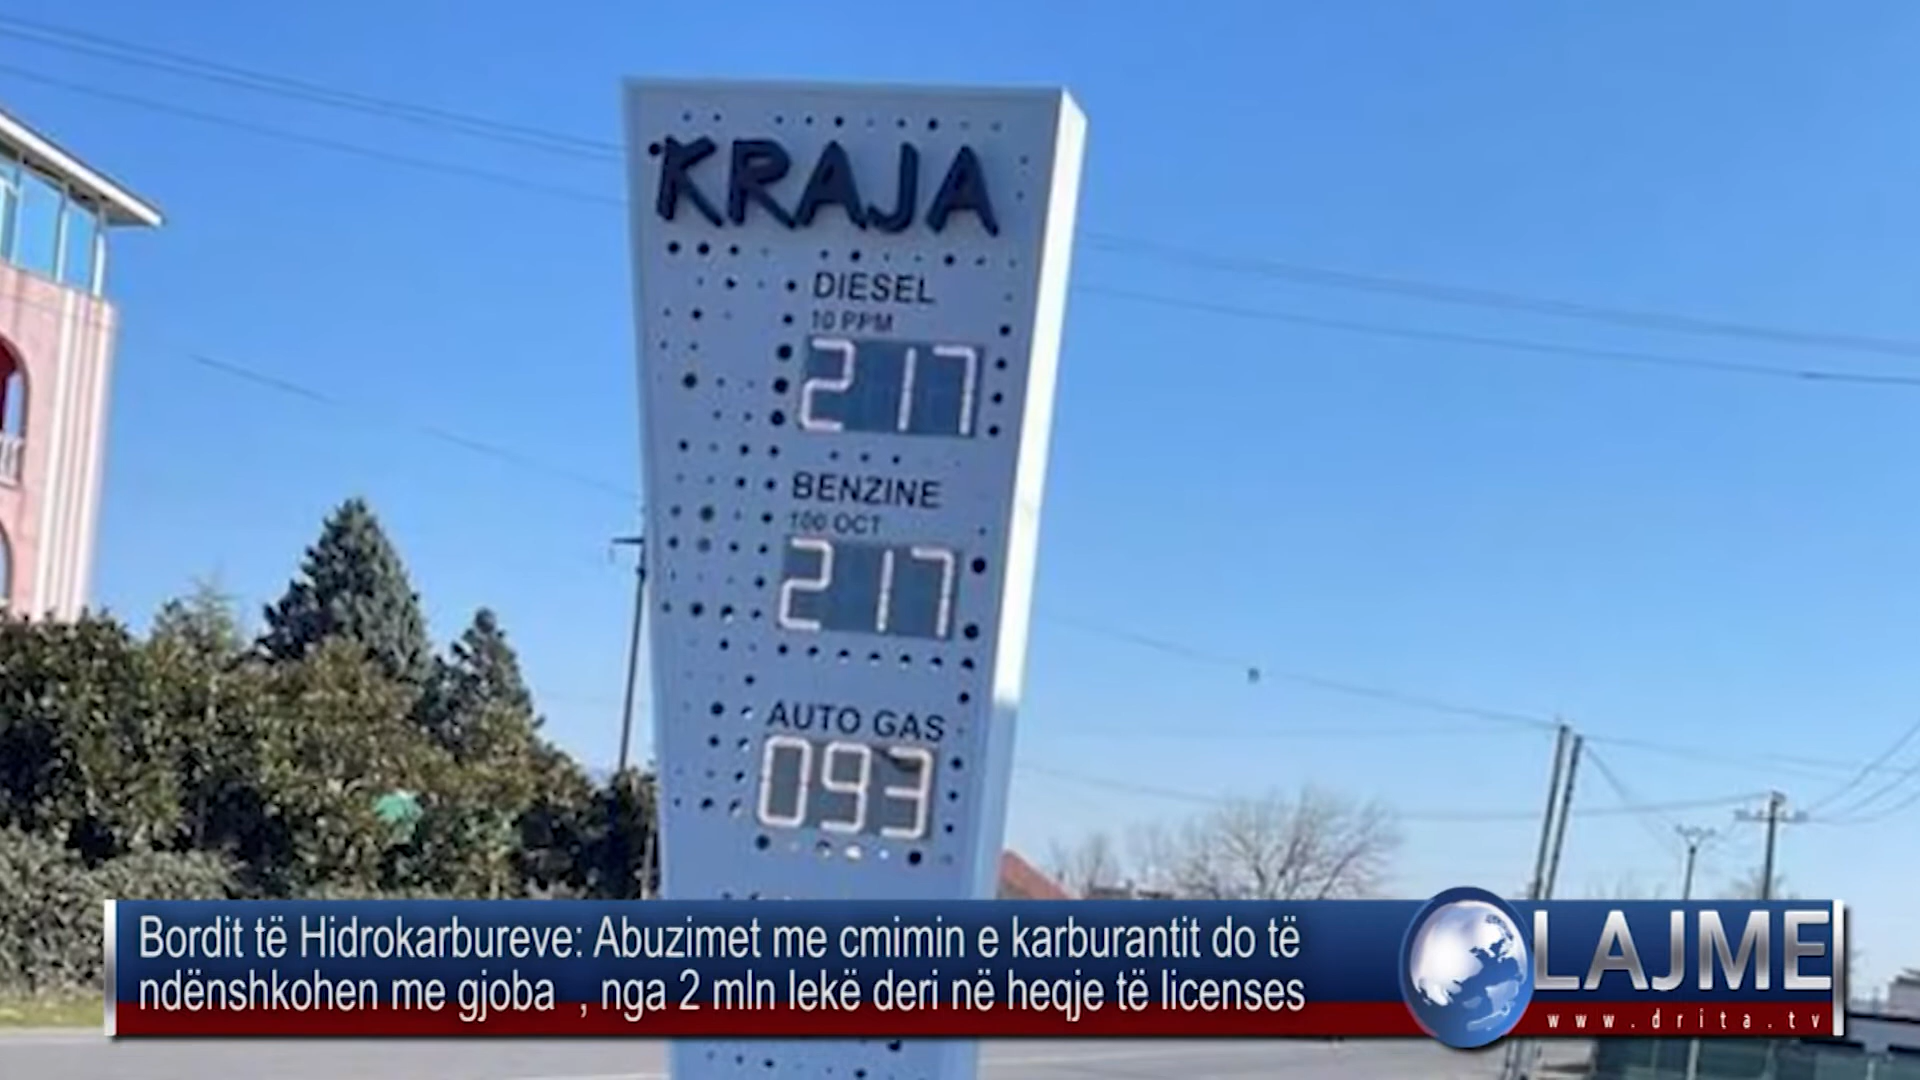 KRAJA
DIESEL
10 PPM
217
BENZINE
100 OCT
217
AUTO GAS
093
Bordit të Hidrokarbureve: Abuzimet me cmimin e karburantit do të
ndënshkohen me gjoba , nga 2 mln lekë deri në heqje të licenses
LAJME
www.drita.tv